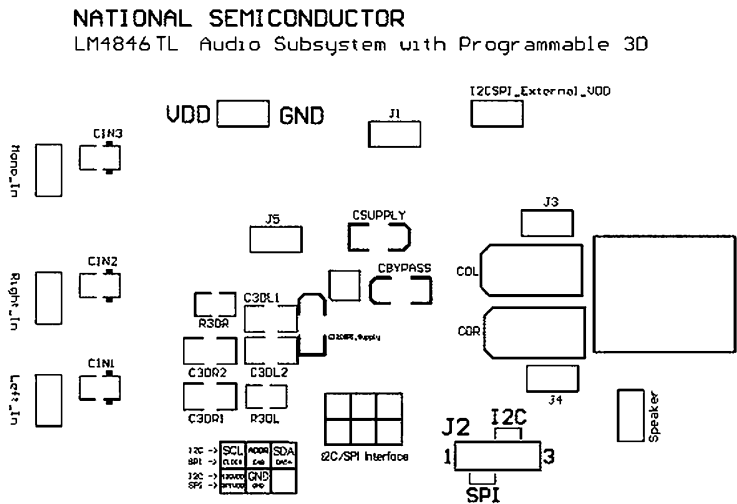 NATIONAL SEMICONDUCTOR
LM4846TL Audio Subsystem with Programmable 3D
I2CSPI_External_VDD
VDD GND
J1
CIN3
Mono_In
J3
J5
CSUPPLY
CIN2
Right_In
CBYPASS
COL
C3DL1
R3DR
COR
C3DR2 C3DL2
CIN1
Left_In
J4
C3DR1 R3DL
Speaker
J2 I2C
1 3
SPI
I2C/SPI Interface
I2C -> SCL ADDR SDA
SPI ->
I2C -> GND
SPI ->